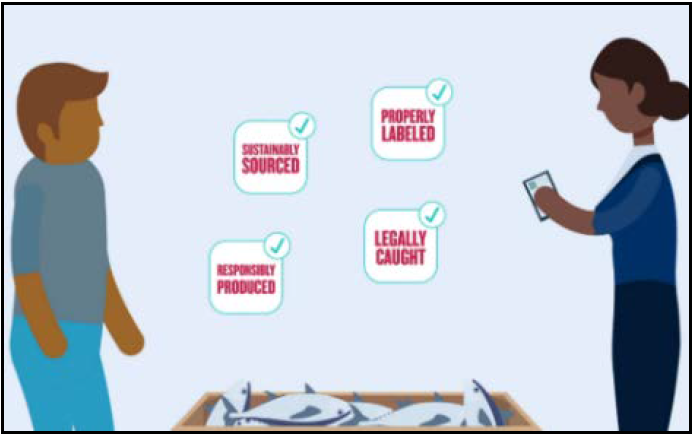 SUSTAINABLY
SOURCED
PROPERLY
LABELED
RESPONSIBLY
PRODUCED
LEGALLY
CAUGHT